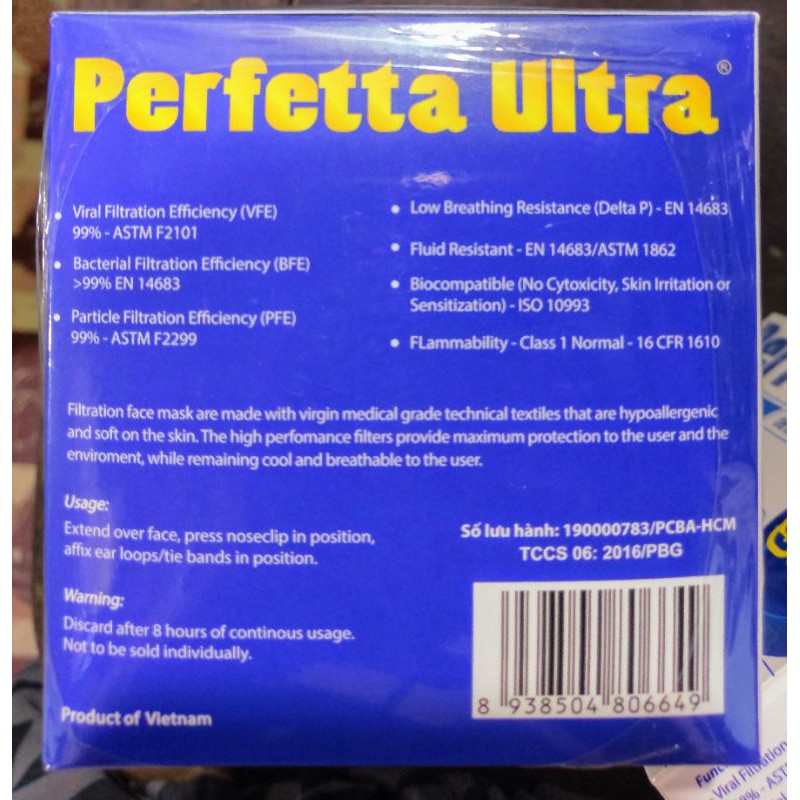 Perfetta Ultra®
• Viral Filtration Efficiency (VFE)
99% - ASTM F2101
• Bacterial Filtration Efficiency (BFE)
>99% EN 14683
• Particle Filtration Efficiency (PFE)
99% - ASTM F2299
• Low Breathing Resistance (Delta P) - EN 14683
• Fluid Resistant - EN 14683/ASTM 1862
• Biocompatible (No Cytoxicity, Skin Irritation or
Sensitization) - ISO 10993
• FLammability - Class 1 Normal - 16 CFR 1610
Filtration face mask are made with virgin medical grade technical textiles that are hypoallergenic
and soft on the skin. The high perfomance filters provide maximum protection to the user and the
enviroment, while remaining cool and breathable to the user.
Usage:
Extend over face, press noseclip in position,
affix ear loops/tie bands in position.
Warning:
Discard after 8 hours of continous usage.
Not to be sold individually.
Product of Vietnam
Số lưu hành: 190000783/PCBA-HCM
TCCS 06: 2016/PBG
8 938504 806649
Viral Filtration